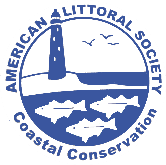 AMERICAN LITTORAL SOCIETY
Coastal Conservation